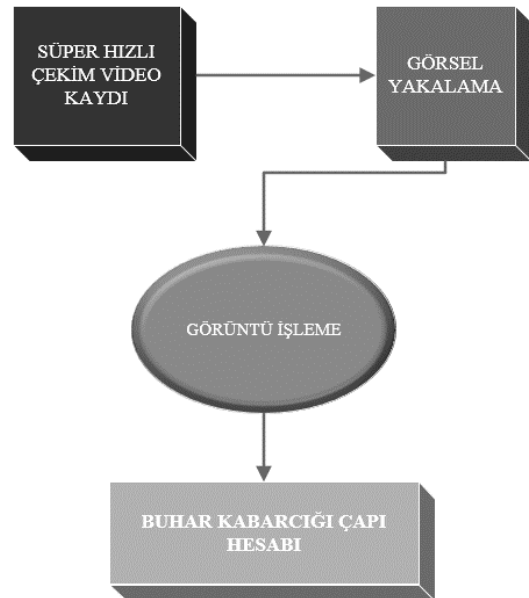 SÜPER HIZLI
ÇEKİM VİDEO
KAYDI
GÖRSEL
YAKALAMA
GÖRÜNTÜ İŞLEME
BUHAR KABARCIĞI ÇAPI
HESABI